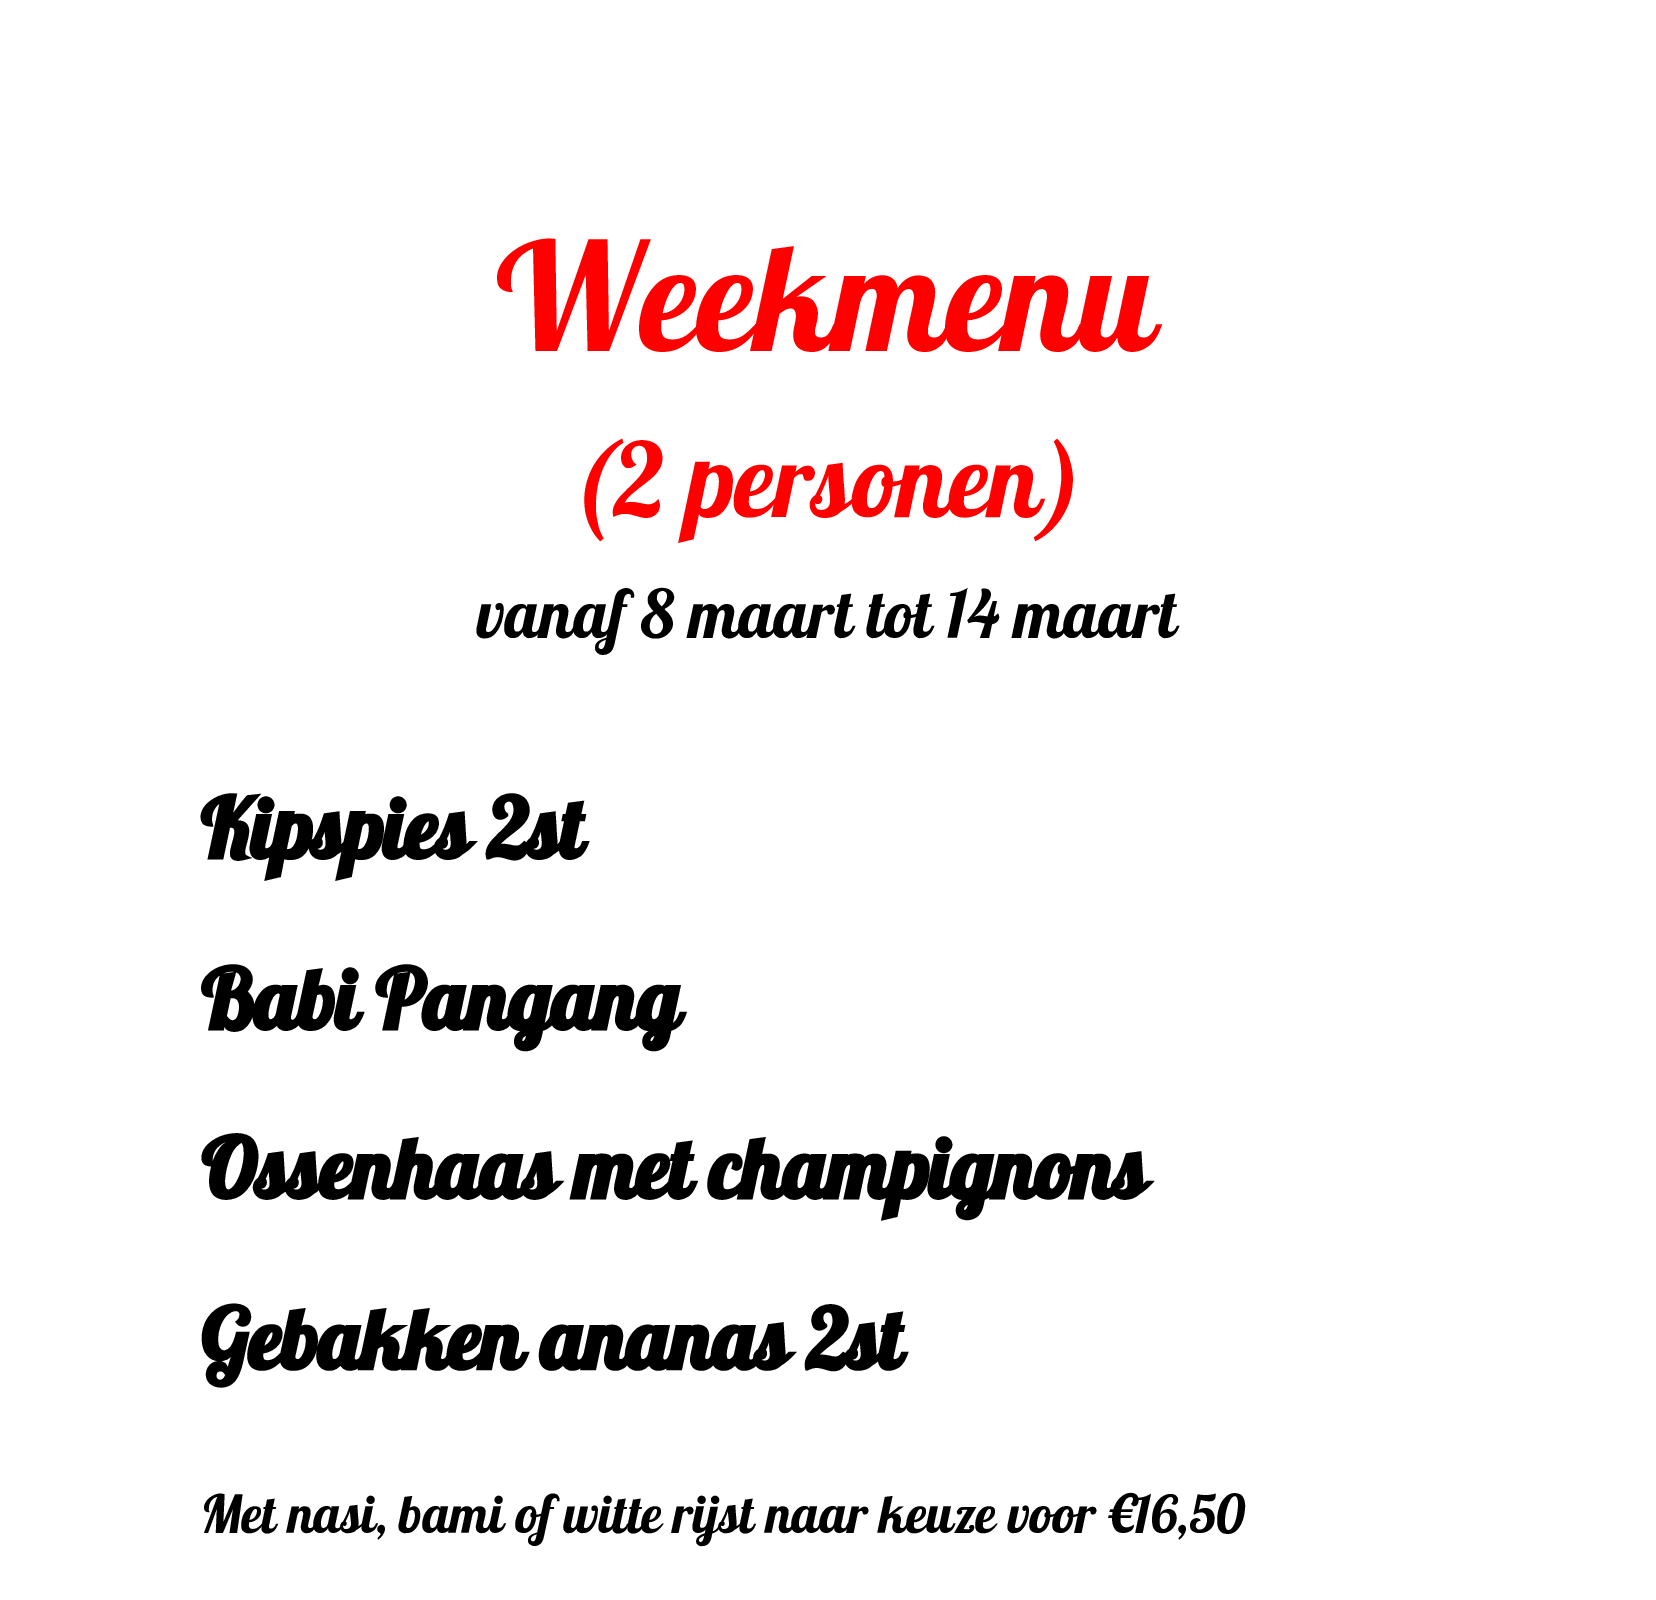 Weekmenu
(2 personen)
vanaf 8 maart tot 14 maart
Kipspies 2st
Babi Pangang
Ossenhaas met champignons
Gebakken ananas 2st
Met nasi, bami of witte rijst naar keuze voor €16,50